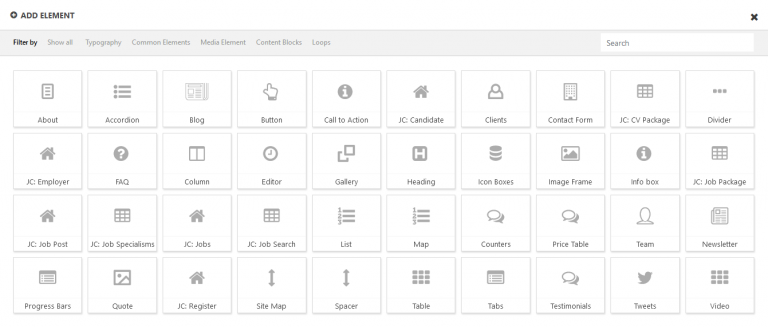 ADD ELEMENT
Filter by Show all Typography Common Elements Media Element Content Blocks Loops Search
About Accordion Blog Button Call to Action JC: Candidate Clients Contact Form JC: CV Package Divider
JC: Employer FAQ Column Editor Gallery Heading Icon Boxes Image Frame Info box JC: Job Package
JC: Job Post JC: Job Specialisms JC: Jobs JC: Job Search List Map Counters Price Table Team Newsletter
Progress Bars Quote JC: Register Site Map Spacer Table Tabs Testimonials Tweets Video